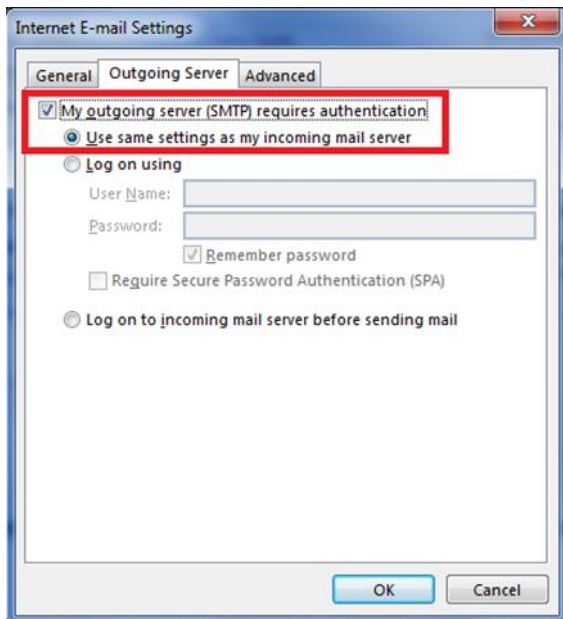 Internet E-mail Settings
General Outgoing Server Advanced
My outgoing server (SMTP) requires authentication
Use same settings as my incoming mail server
Log on using
User Name:
Password:
Remember password
Require Secure Password Authentication (SPA)
Log on to incoming mail server before sending mail
OK Cancel